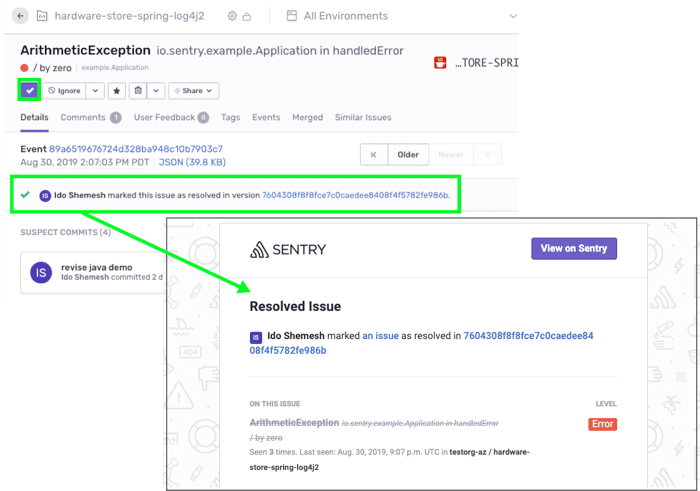 hardware-store-spring-log4j2
All Environments
ArithmeticException io.sentry.example.Application in handledError
/ by zero example.Application
...TORE-SPRI
Ignore
Share
Details Comments 1 User Feedback 0 Tags Events Merged Similar Issues
Event 89a6519676724d328ba948c10b7903c7
Aug 30, 2019 2:07:03 PM PDT JSON (39.8 KB)
Older Newer
IS Ido Shemesh marked this issue as resolved in version 7604308f8f8fce7c0caedee8408f4f5782fe986b.
SUSPECT COMMITS (4)
IS
revise java demo
Ido Shemesh committed 2 d
SENTRY
View on Sentry
Resolved Issue
IS Ido Shemesh marked an issue as resolved in 7604308f8f8fce7c0caedee84
08f4f5782fe986b
ON THIS ISSUE LEVEL
ArithmeticException io.sentry.example.Application in handledError
Error
/ by zero
Seen 3 times. Last seen: Aug. 30, 2019, 9:07 p.m. UTC in testorg-az / hardware-
store-spring-log4j2
404